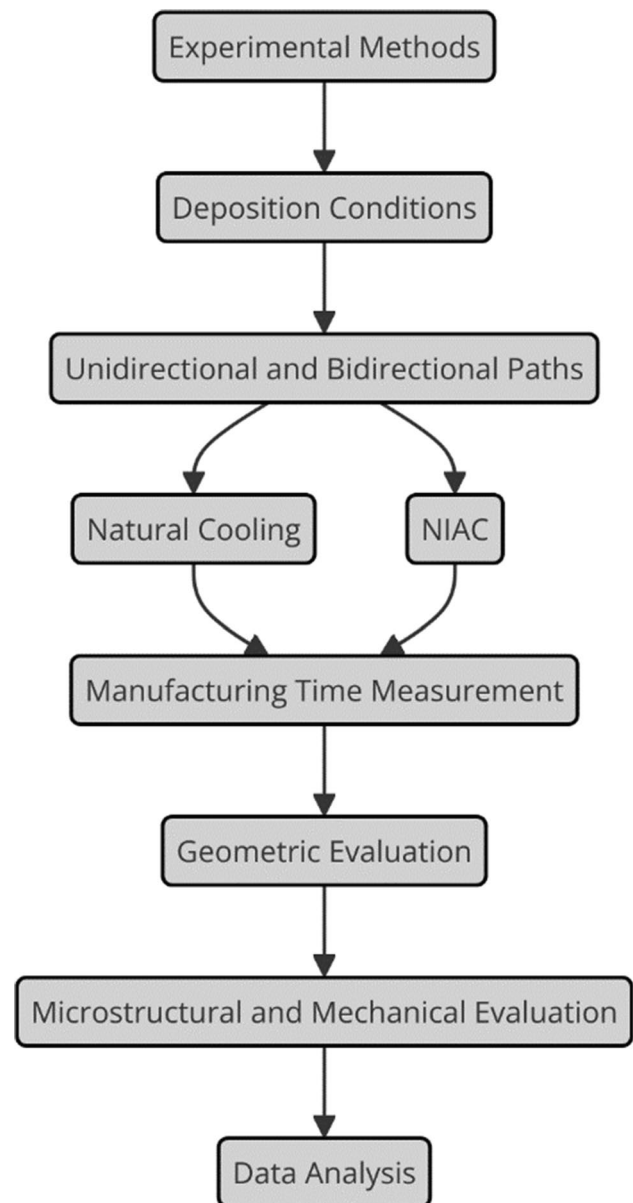 Experimental Methods
Deposition Conditions
Unidirectional and Bidirectional Paths
Natural Cooling
NIAC
Manufacturing Time Measurement
Geometric Evaluation
Microstructural and Mechanical Evaluation
Data Analysis